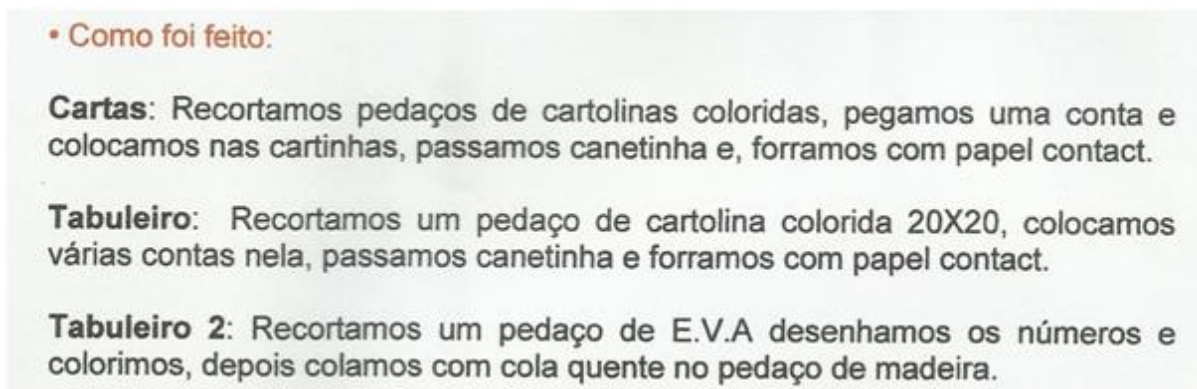 • Como foi feito:
Cartas: Recortamos pedaços de cartolinas coloridas, pegamos uma conta e
colocamos nas cartinhas, passamos canetinha e, forramos com papel contact.
Tabuleiro: Recortamos um pedaço de cartolina colorida 20X20, colocamos
várias contas nela, passamos canetinha e forramos com papel contact.
Tabuleiro 2: Recortamos um pedaço de E.V.A desenhamos os números e
colorimos, depois colamos com cola quente no pedaço de madeira.